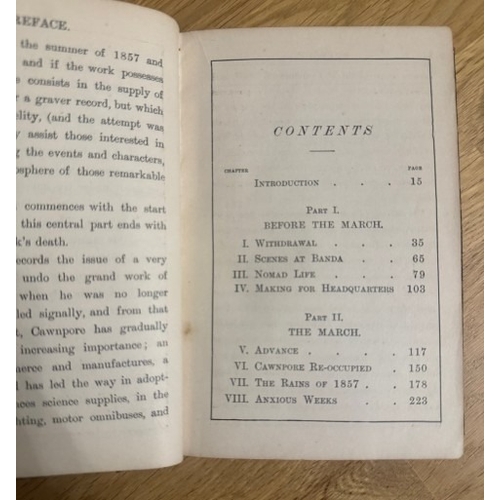 REFACE.
the summer of 1857 and
and if the work possesses
consists in the supply of
a graver record, but which
lity, (and the attempt was
assist those interested in
the events and characters,
osphere of those remarkable
commences with the start
this central part ends with
k's death.
ecords the issue of a very
undo the grand work of
when he was no longer
led signally, and from that
t, Cawnpore has gradually
increasing importance; an
merce and manufactures, a
has led the way in adopt-
nces science supplies, in the
hting, motor omnibuses, and
CONTENTS
CHAPTER PAGE
INTRODUCTION . . . 15
PART I.
BEFORE THE MARCH.
I. WITHDRAWAL . . . 35
II. SCENES AT BANDA . . 65
III. NOMAD LIFE . . . 79
IV. MAKING FOR HEADQUARTERS 103
PART II.
THE MARCH.
V. ADVANCE . . . . 117
VI. CAWNPORE RE-OCCUPIED . 150
VII. THE RAINS OF 1857 . . 178
VIII. ANXIOUS WEEKS . . . 223